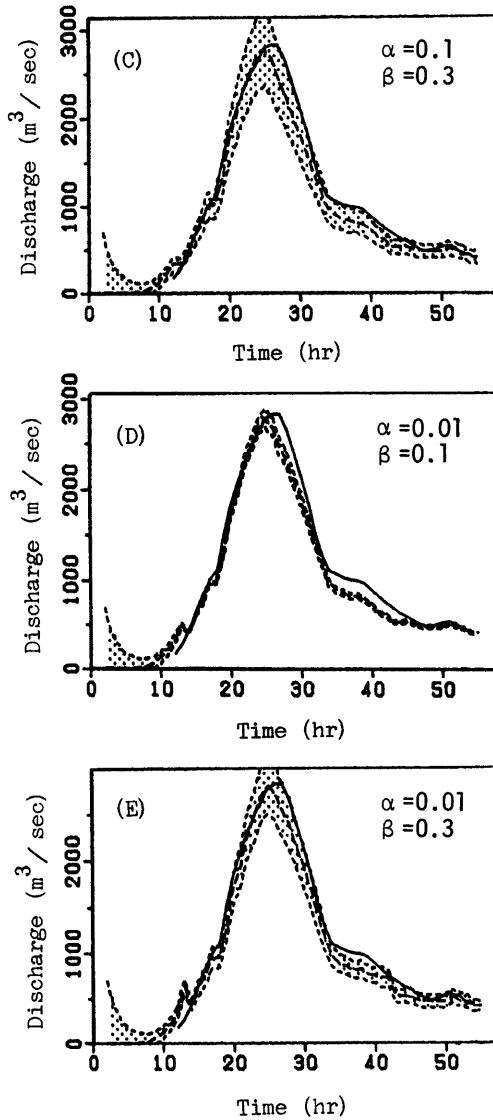 3000
(C)
α=0.1
β=0.3
2000
1000
0
Discharge (m³/sec)
0 10 20 30 40 50
Time (hr)
3000
(D)
α=0.01
β=0.1
2000
1000
0
Discharge (m³/sec)
0 10 20 30 40 50
Time (hr)
(E)
α=0.01
β=0.3
2000
1000
0
Discharge (m³/sec)
0 10 20 30 40 50
Time (hr)